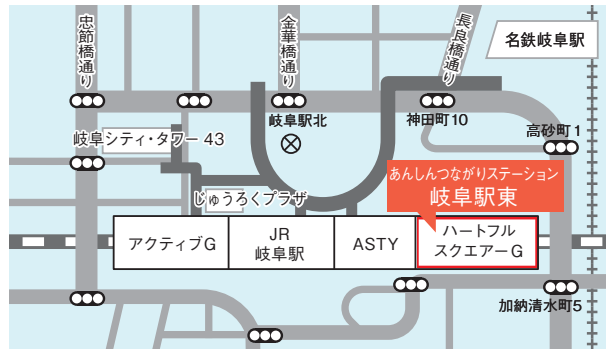 忠節橋通り
金華橋通り
長良橋通り
名鉄岐阜駅
岐阜駅北
神田町10
高砂町1
岐阜シティ・タワー43
じゅうろくプラザ
あんしんつながりステーション
岐阜駅東
アクティブG
JR
岐阜駅
ASTY
ハートフル
スクエアーG
加納清水町5